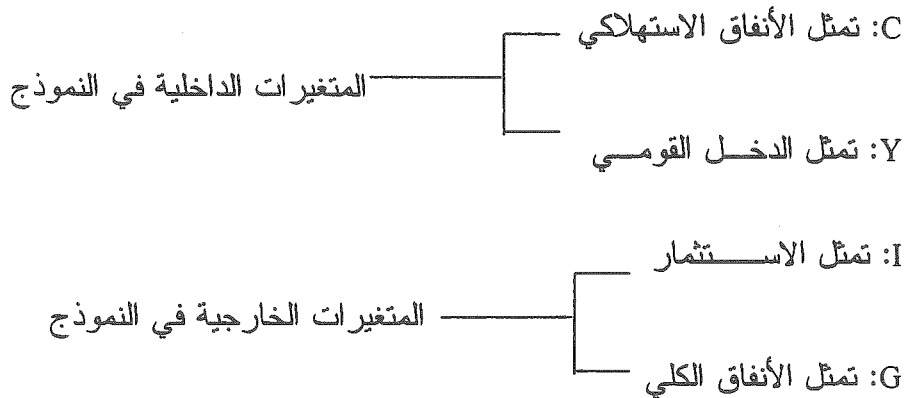 C: تمثل الأنفاق الاستهلاكي
المتغيرات الداخلية في النموذج
Y: تمثل الدخل القومي
I: تمثل الاستثمار
المتغيرات الخارجية في النموذج
G: تمثل الأنفاق الكلي